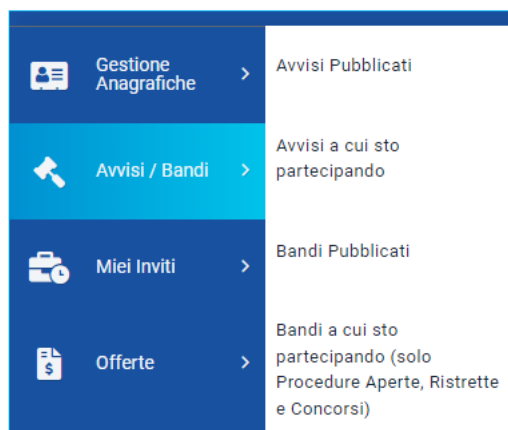 Gestione
Anagrafiche
Avvisi / Bandi
Miei Inviti
Offerte
Avvisi Pubblicati
Avvisi a cui sto
partecipando
Bandi Pubblicati
Bandi a cui sto
partecipando (solo
Procedure Aperte, Ristrette
e Concorsi)